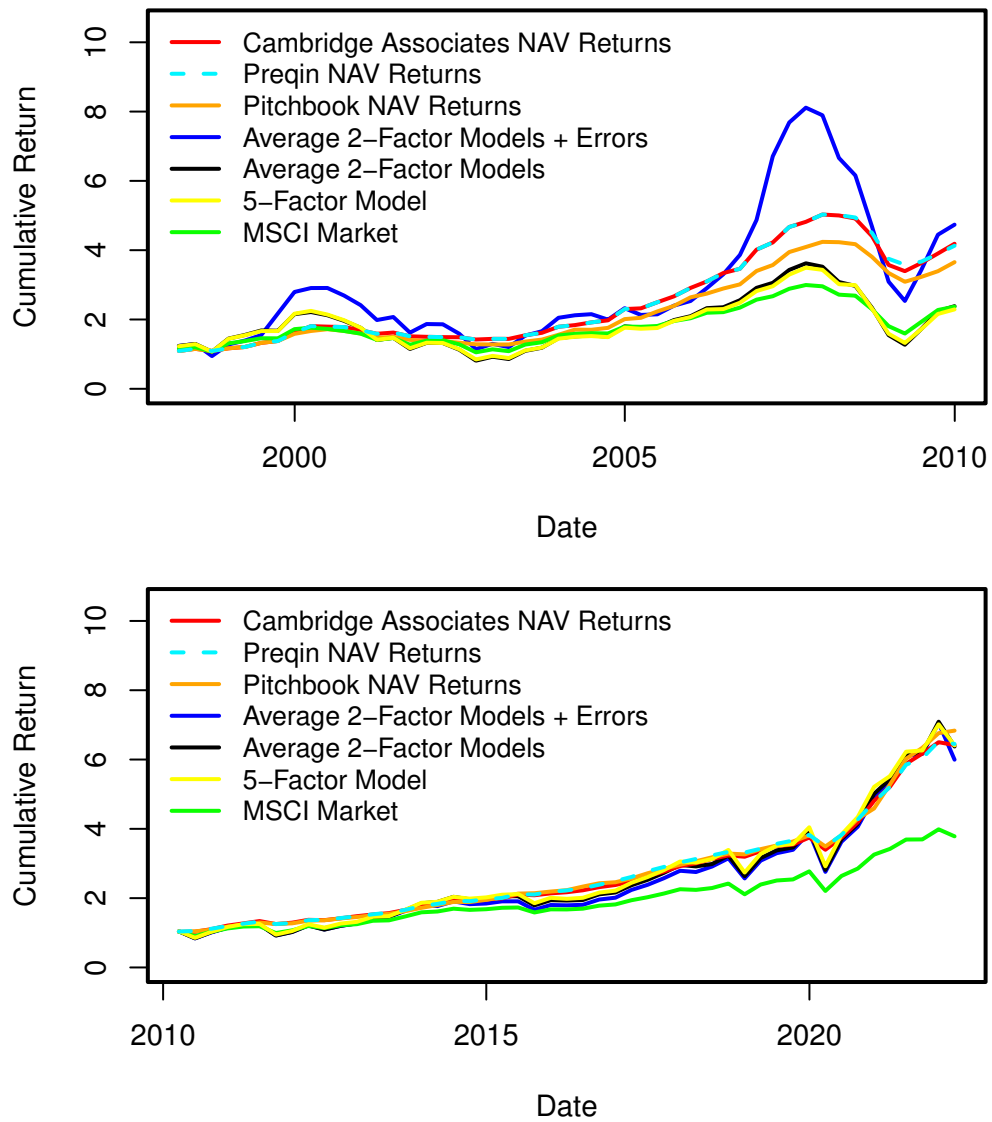 Cumulative Return
0 2 4 6 8 10
Cambridge Associates NAV Returns
Preqin NAV Returns
Pitchbook NAV Returns
Average 2−Factor Models + Errors
Average 2−Factor Models
5−Factor Model
MSCI Market
2000 2005 2010
Date
Cumulative Return
0 2 4 6 8 10
Cambridge Associates NAV Returns
Preqin NAV Returns
Pitchbook NAV Returns
Average 2−Factor Models + Errors
Average 2−Factor Models
5−Factor Model
MSCI Market
2010 2015 2020
Date